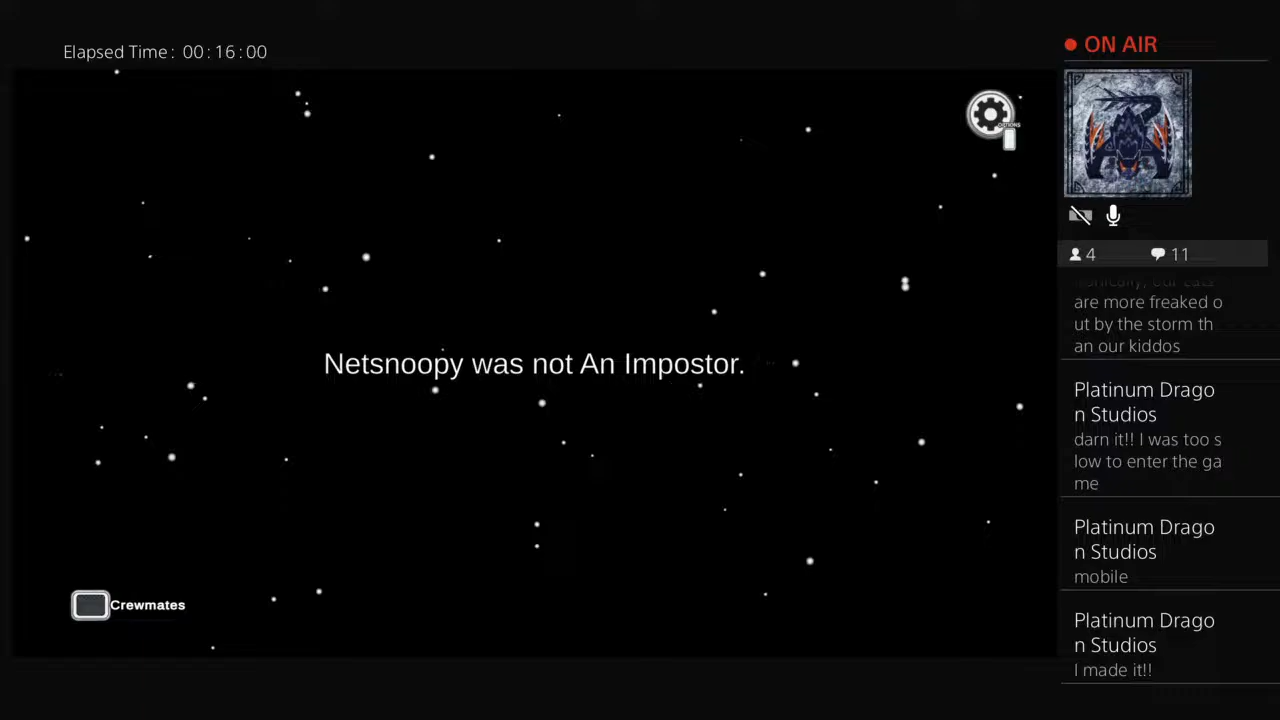 Elapsed Time: 00:16:00
ON AIR
OPTIONS
4
11
are more freaked o
ut by the storm th
an our kiddos
Netsnoopy was not An Impostor.
Platinum Drago
n Studios
darn it!! I was too s
low to enter the ga
me
Platinum Drago
n Studios
mobile
Crewmates
Platinum Drago
n Studios
I made it!!